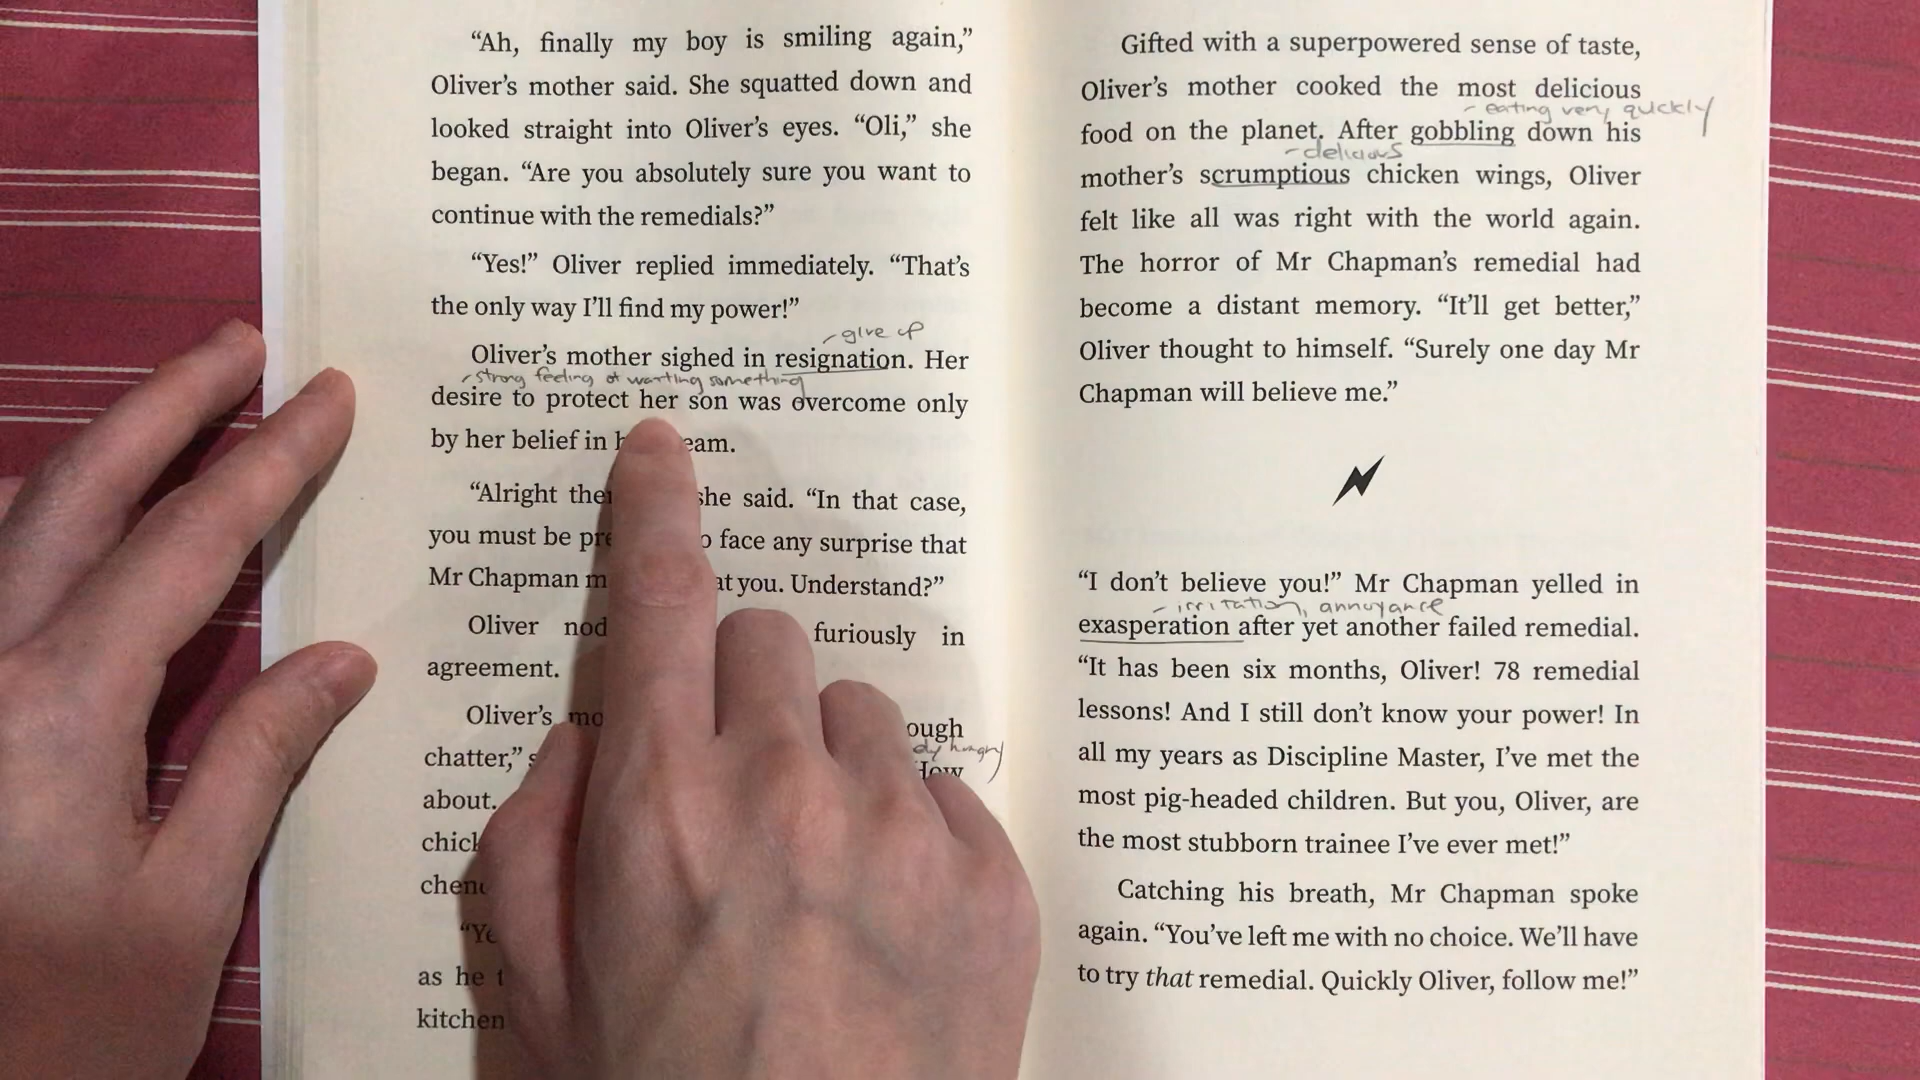 “Ah, finally my boy is smiling again,”
Oliver’s mother said. She squatted down and
looked straight into Oliver’s eyes. “Oli,” she
began. “Are you absolutely sure you want to
continue with the remedials?”
“Yes!” Oliver replied immediately. “That’s
the only way I’ll find my power!”
- give up
Oliver’s mother sighed in resignation. Her
- strong feeling of wanting something
desire to protect her son was overcome only
by her belief in
“Alright she said. “In that case,
you must be face any surprise that
Mr Chapman at you. Understand?”
Oliver furiously in
agreement.
Oliver’s
chatter,”
hungry
about.
as he
kitchen
Gifted with a superpowered sense of taste,
Oliver’s mother cooked the most delicious
- eating very quickly
food on the planet. After gobbling down his
- delicious
mother’s scrumptious chicken wings, Oliver
felt like all was right with the world again.
The horror of Mr Chapman’s remedial had
become a distant memory. “It’ll get better,”
Oliver thought to himself. “Surely one day Mr
Chapman will believe me.”
“I don’t believe you!” Mr Chapman yelled in
- irritation, annoyance
exasperation after yet another failed remedial.
“It has been six months, Oliver! 78 remedial
lessons! And I still don’t know your power! In
all my years as Discipline Master, I’ve met the
most pig-headed children. But you, Oliver, are
the most stubborn trainee I’ve ever met!”
Catching his breath, Mr Chapman spoke
again. “You’ve left me with no choice. We’ll have
to try that remedial. Quickly Oliver, follow me!”